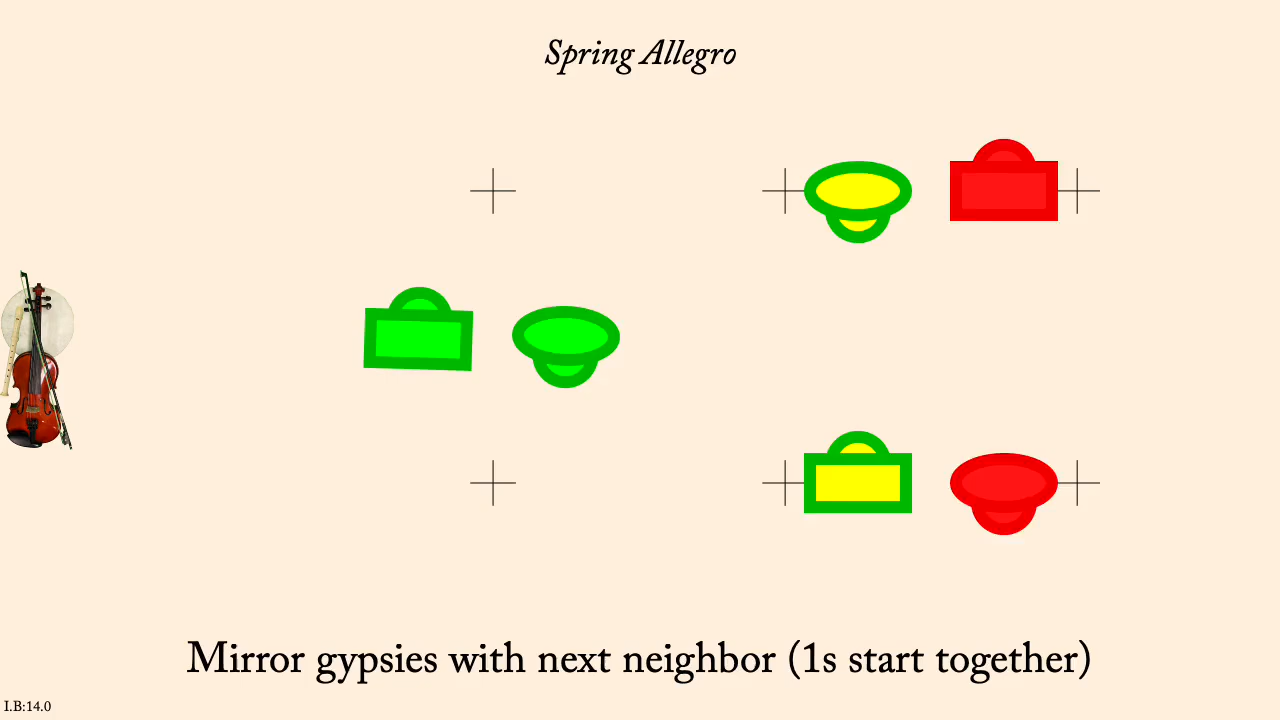 Spring Allegro
Mirror gypsies with next neighbor (1s start together)
I.B:14.0